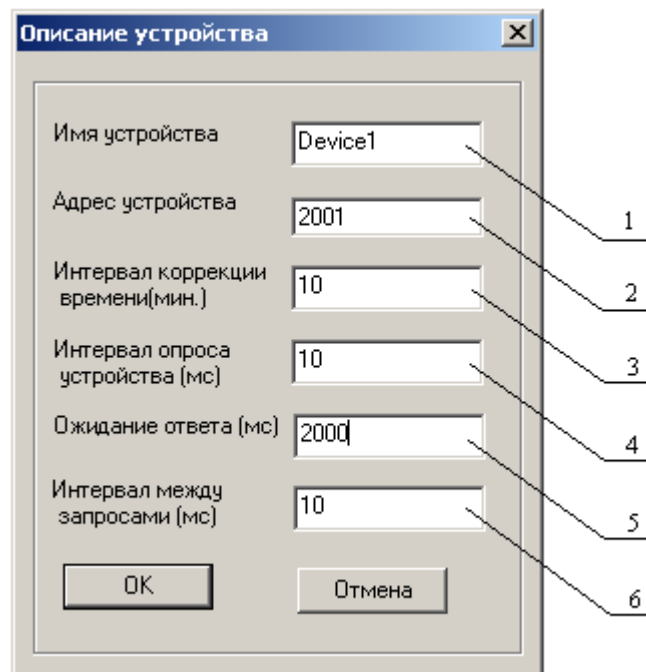 Описание устройства
Имя устройства
Device1
Адрес устройства
2001
1
Интервал коррекции
времени(мин.)
10
2
Интервал опроса
устройства (мс)
10
3
Ожидание ответа (мс)
2000
4
Интервал между
запросами (мс)
10
5
OK
Отмена
6